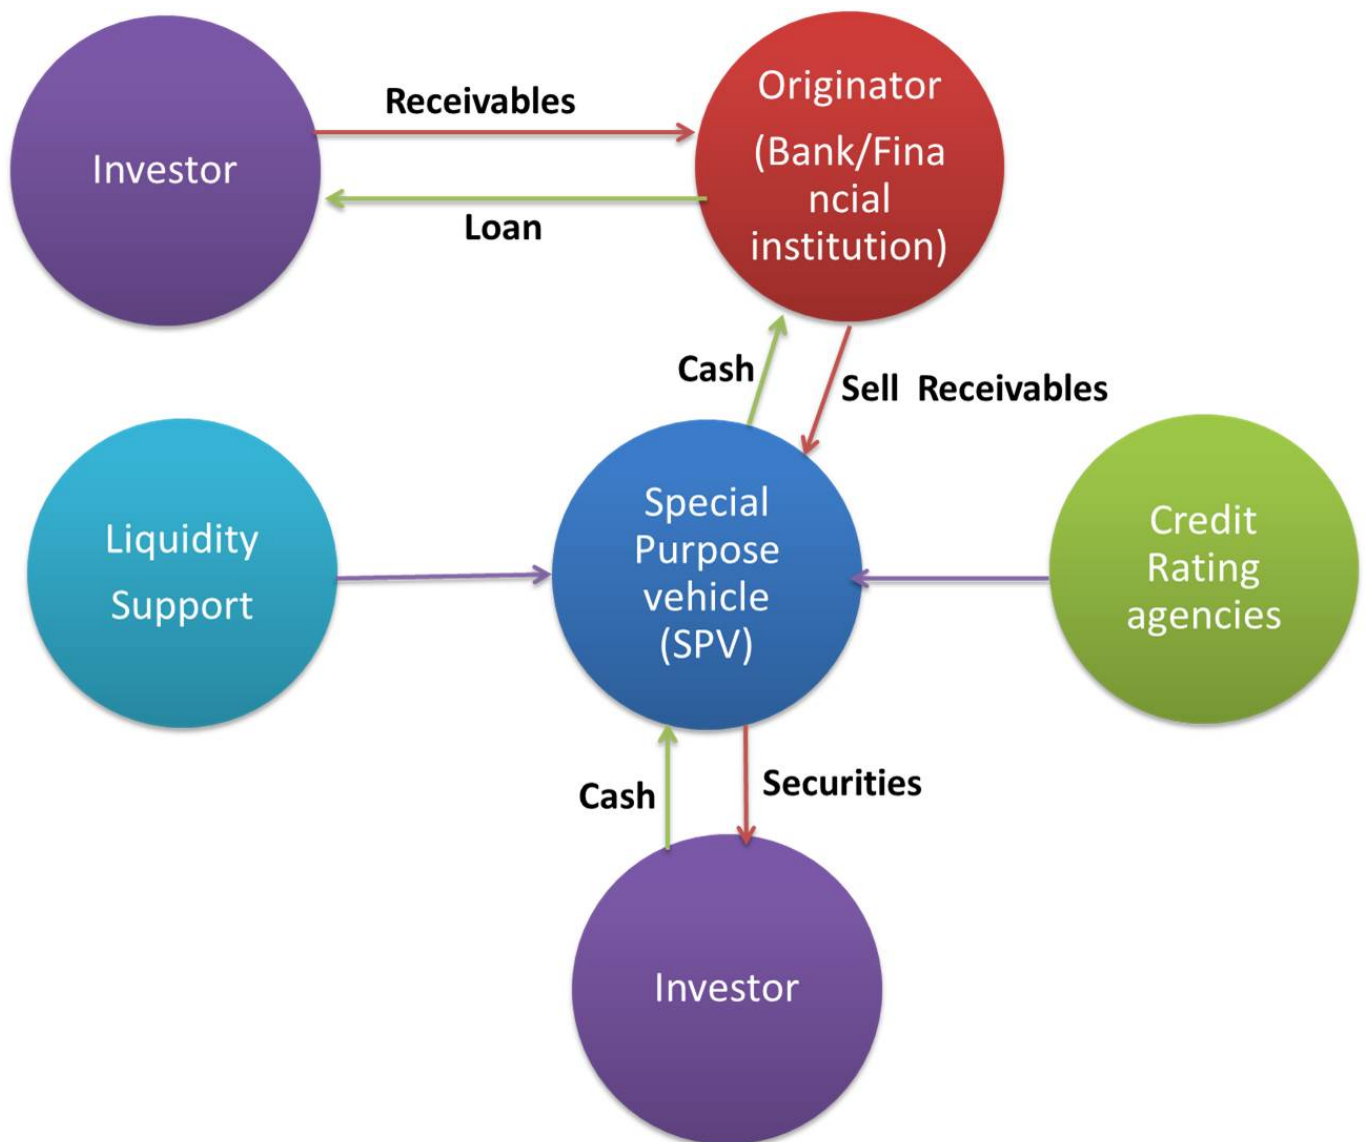 Investor
Receivables
Loan
Originator
(Bank/Fina
ncial
institution)
Cash
Sell  Receivables
Liquidity
Support
Special
Purpose
vehicle
(SPV)
Credit
Rating
agencies
Cash
Securities
Investor